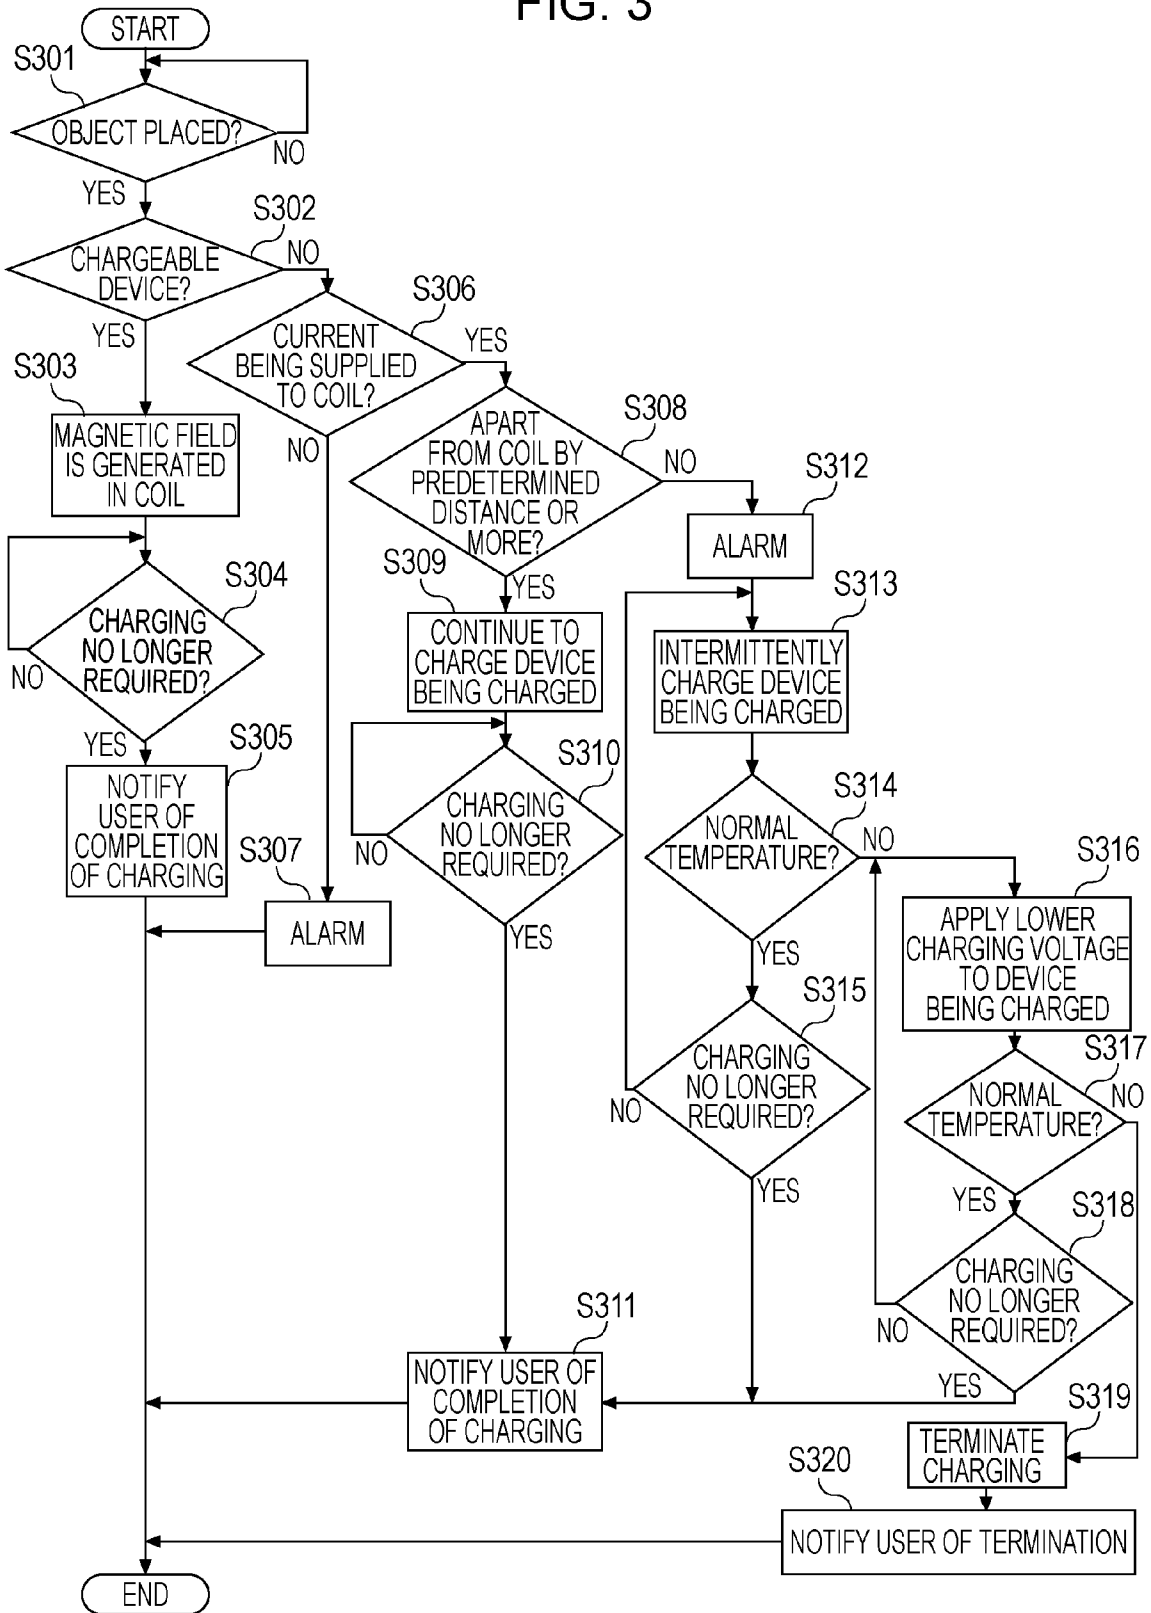 FIG. 3
START
S301
OBJECT PLACED?
NO
YES
S302
CHARGEABLE
DEVICE?
NO
YES
S303
MAGNETIC FIELD
IS GENERATED
IN COIL
S304
CHARGING
NO LONGER
REQUIRED?
NO
YES
S305
NOTIFY
USER OF
COMPLETION
OF CHARGING
S306
CURRENT
BEING SUPPLIED
TO COIL?
YES
NO
S307
ALARM
S308
APART
FROM COIL BY
PREDETERMINED
DISTANCE OR
MORE?
NO
YES
S309
CONTINUE TO
CHARGE DEVICE
BEING CHARGED
S310
CHARGING
NO LONGER
REQUIRED?
NO
YES
S311
NOTIFY USER OF
COMPLETION
OF CHARGING
S312
ALARM
S313
INTERMITTENTLY
CHARGE DEVICE
BEING CHARGED
S314
NORMAL
TEMPERATURE?
NO
YES
S315
CHARGING
NO LONGER
REQUIRED?
NO
YES
S316
APPLY LOWER
CHARGING VOLTAGE
TO DEVICE
BEING CHARGED
S317
NORMAL
TEMPERATURE?
NO
YES
S318
CHARGING
NO LONGER
REQUIRED?
NO
YES
S319
TERMINATE
CHARGING
S320
NOTIFY USER OF TERMINATION
END